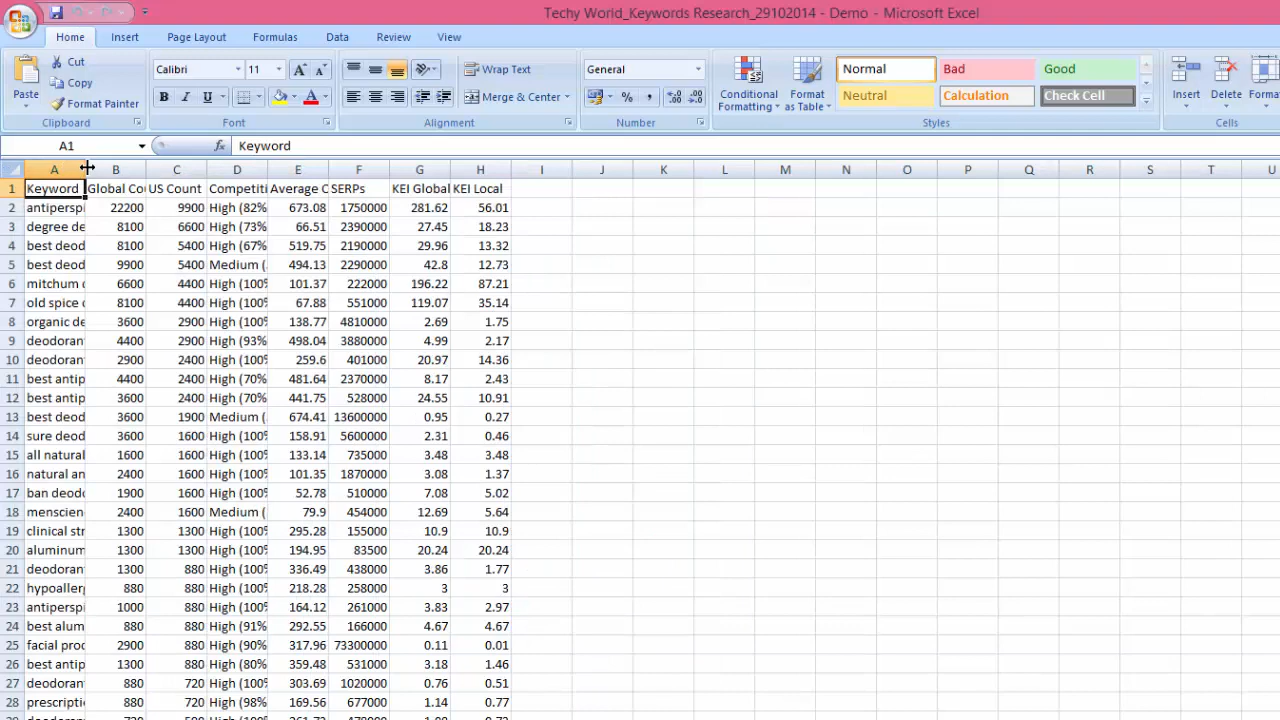 Techy World_Keywords Research_29102014 - Demo - Microsoft Excel
Home Insert Page Layout Formulas Data Review View
Paste Cut Copy Format Painter Clipboard
Calibri 11 B I U Font
Wrap Text Merge & Center Alignment
General % , Number
Conditional Formatting Format as Table Normal Bad Good Neutral Calculation Check Cell Styles
Insert Delete Format Cells
A1 fx Keyword
A B C D E F G H I J K L M N O P Q R S T U
1 Keyword Global Cou US Count Competiti Average C SERPs KEI Global KEI Local
2 antiperspi 22200 9900 High (82% 673.08 1750000 281.62 56.01
3 degree de 8100 6600 High (73% 66.51 2390000 27.45 18.23
4 best deod 8100 5400 High (67% 519.75 2190000 29.96 13.32
5 best deod 9900 5400 Medium ( 494.13 2290000 42.8 12.73
6 mitchum d 6600 4400 High (100% 101.37 222000 196.22 87.21
7 old spice d 8100 4400 High (100% 67.88 551000 119.07 35.14
8 organic de 3600 2900 High (100% 138.77 4810000 2.69 1.75
9 deodorant 4400 2900 High (93% 498.04 3880000 4.99 2.17
10 deodorant 2900 2400 High (100% 259.6 401000 20.97 14.36
11 best antip 4400 2400 High (70% 481.64 2370000 8.17 2.43
12 best antip 3600 2400 High (70% 441.75 528000 24.55 10.91
13 best deod 3600 1900 Medium ( 674.41 13600000 0.95 0.27
14 sure deod 3600 1600 High (100% 158.91 5600000 2.31 0.46
15 all natural 1600 1600 High (100% 133.14 735000 3.48 3.48
16 natural an 2400 1600 High (100% 101.35 1870000 3.08 1.37
17 ban deodo 1900 1600 High (100% 52.78 510000 7.08 5.02
18 menscien 2400 1600 Medium ( 79.9 454000 12.69 5.64
19 clinical str 1300 1300 High (100% 295.28 155000 10.9 10.9
20 aluminum 1300 1300 High (100% 194.95 83500 20.24 20.24
21 deodorant 1300 880 High (100% 336.49 438000 3.86 1.77
22 hypoallerg 880 880 High (100% 218.28 258000 3 3
23 antiperspi 1000 880 High (100% 164.12 261000 3.83 2.97
24 best alum 880 880 High (91% 292.55 166000 4.67 4.67
25 facial prod 2900 880 High (90% 317.96 73300000 0.11 0.01
26 best antip 1300 880 High (80% 359.48 531000 3.18 1.46
27 deodorant 880 720 High (100% 303.69 1020000 0.76 0.51
28 prescripti 880 720 High (98% 169.56 677000 1.14 0.77